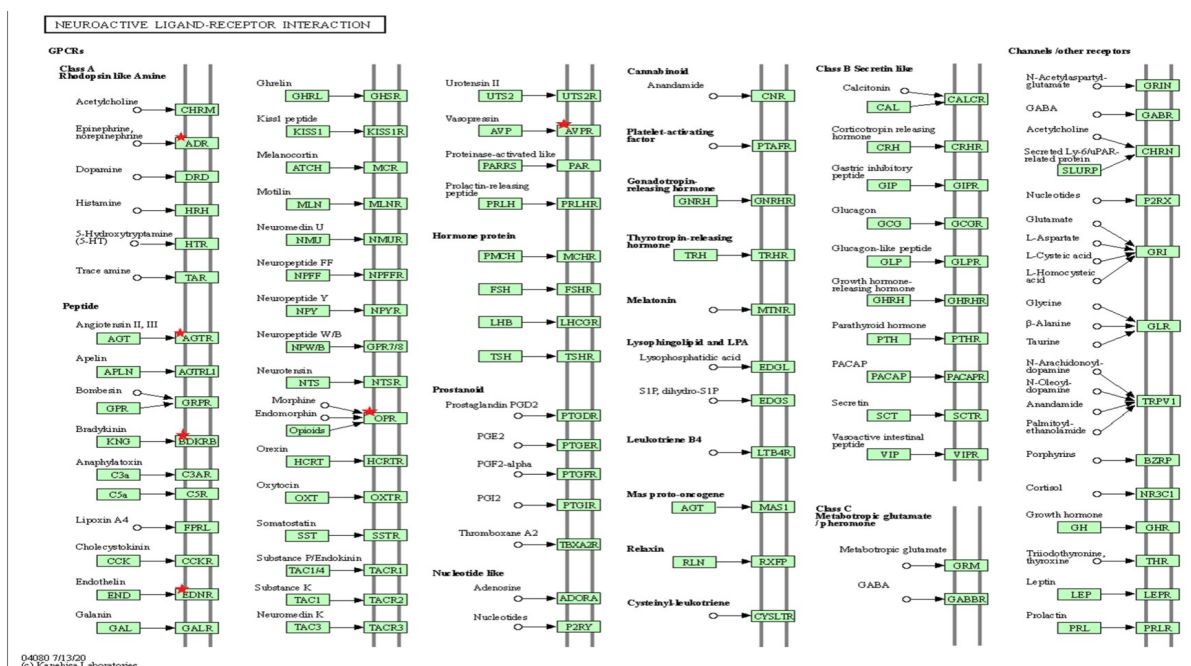 NEUROACTIVE LIGAND-RECEPTOR INTERACTION
GPCRs
Class A
Rhodopsin like Amine
Acetylcholine
CHRM
Epinephrine,
norepinephrine
ADR
Dopamine
DRD
Histamine
HRH
5-Hydroxytryptamine
(5-HT)
HTR
Trace amine
TAR
Peptide
Angiotensin II, III
AGT
AGTR
Apelin
APLN
AGTRL1
Bombesin
GPR
GRPR
Bradykinin
KNG
BDKRB
Anaphylatoxin
C3a
C3AR
C5a
C5R
Lipoxin A4
FPRL
Cholecystokinin
CCK
CCKR
Endothelin
END
EDNR
Galanin
GAL
GALR
Ghrelin
GHRL
GHSR
Kiss1 peptide
KISS1
KISS1R
Melanocortin
ATCH
MCR
Motilin
MLN
MLNR
Neuromedin U
NMU
NMUR
Neuropeptide FF
NPFF
NPFFR
Neuropeptide Y
NPY
NPYR
Neuropeptide W/B
NPW/B
GPR7/8
Neurotensin
NTS
NTSR
Morphine
Endomorphin
Opioids
OPR
Orexin
HCRT
HCRTR
Oxytocin
OXT
OXTR
Somatostatin
SST
SSTR
Substance P/Endokinin
TAC1/4
TACR1
Substance K
TAC1
TACR2
Neuromedin K
TAC3
TACR3
Urotensin II
UTS2
UTS2R
Vasopressin
AVP
AVPR
Proteinase-activated like
PARRS
PAR
Prolactin-releasing
peptide
PRLH
PRLHR
Hormone protein
PMCH
MCHR
FSH
FSHR
LHB
LHCGR
TSH
TSHR
Prostanoid
Prostaglandin PGD2
PTGDR
PGE2
PTGER
PGF2-alpha
PTGFR
PGI2
PTGIR
Thromboxane A2
TBXA2R
Nucleotide like
Adenosine
ADORA
Nucleotides
P2RY
Cannabinoid
Anandamide
CNR
Platelet-activating
factor
PTAFR
Gonadotropin-
releasing hormone
GNRH
GNRHR
Thyrotropin-releasing
hormone
TRH
TRHR
Melatonin
MTNR
Lysophingolipid and LPA
Lysophosphatidic acid
EDGL
S1P, dihydro-S1P
EDGS
Leukotriene B4
LTB4R
Mas proto-oncogene
AGT
MAS1
Relaxin
RLN
RXFP
Cysteinyl-leukotriene
CYSLTR
Class B Secretin like
Calcitonin
CAL
CALCR
Corticotropin releasing
hormone
CRH
CRHR
Gastric inhibitory
peptide
GIP
GIPR
Glucagon
GCG
GCGR
Glucagon-like peptide
GLP
GLPR
Growth hormone-
releasing hormone
GHRH
GHRHR
Parathyroid hormone
PTH
PTHR
PACAP
PACAP
PACAPR
Secretin
SCT
SCTR
Vasoactive intestinal
peptide
VIP
VIPR
Class C
Metabotropic glutamate
/ pheromone
Metabotropic glutamate
GRM
GABA
GABBR
Channels /other receptors
N-Acetylaspartyl-
glutamate
GRIN
GABA
GABR
Acetylcholine
CHRN
Secreted Ly-6/uPAR-
related protein
SLURP
Nucleotides
P2RX
Glutamate
L-Aspartate
L-Cysteic acid
L-Homocysteic
acid
GRI
Glycine
β-Alanine
Taurine
GLR
N-Arachidonoyl-
dopamine
N-Oleoyl-
dopamine
Anandamide
Palmitoyl-
ethanolamide
TRPV1
Porphyrins
BZRP
Cortisol
NR3C1
Growth hormone
GH
GHR
Triiodothyronine,
thyroxine
THR
Leptin
LEP
LEPR
Prolactin
PRL
PRLR
04080 7/13/20
(c) Kanehisa Laboratories